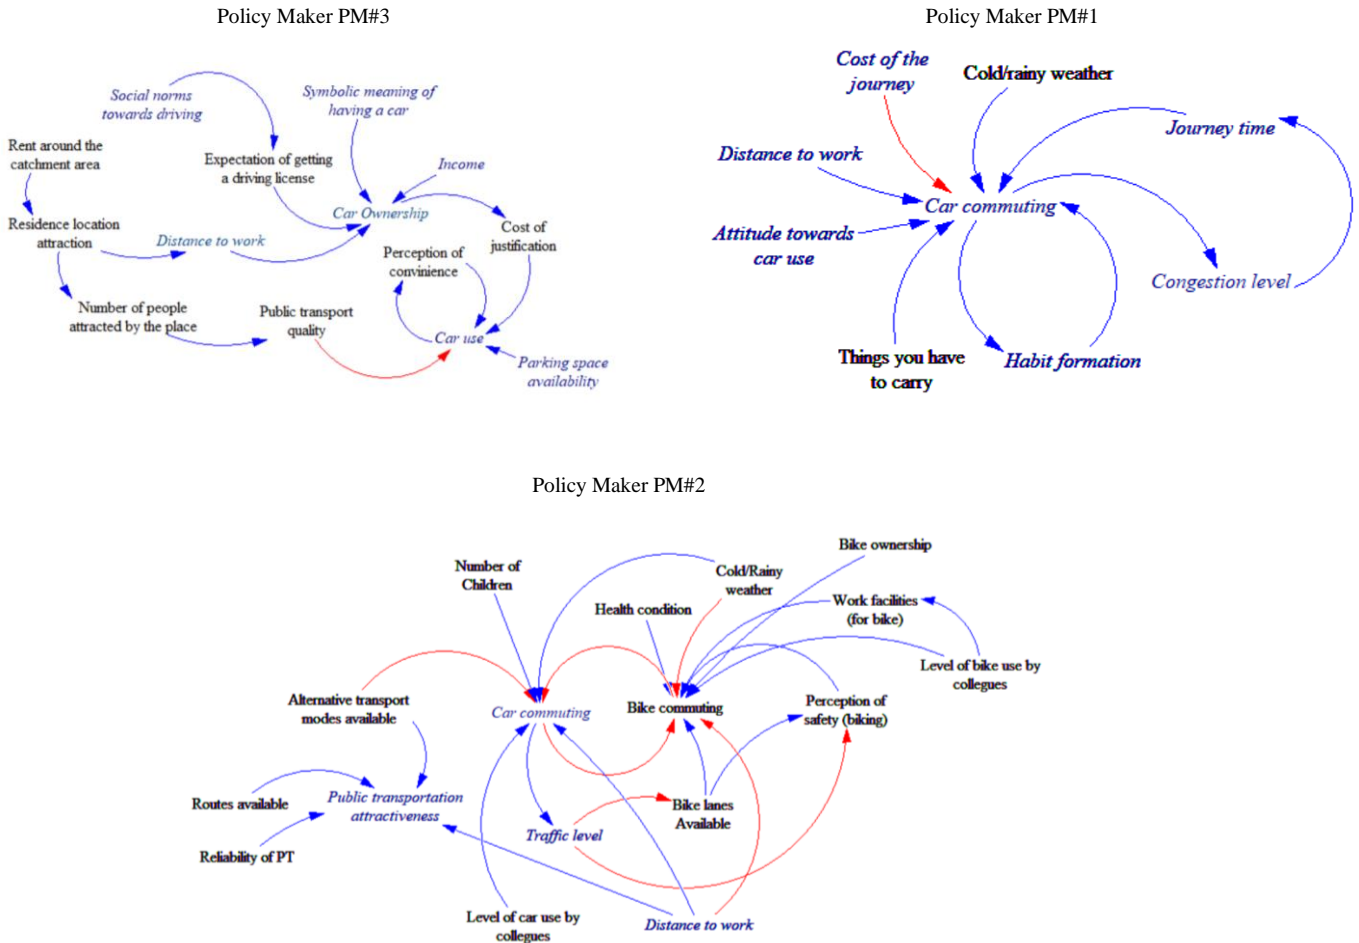 Policy Maker PM#3
Social norms
towards driving
Symbolic meaning of
having a car
Rent around the
catchment area
Expectation of getting
a driving license
Income
Car Ownership
Residence location
attraction
Distance to work
Cost of
justification
Perception of
convinience
Number of people
attracted by the place
Public transport
quality
Car use
Parking space
availability
Policy Maker PM#1
Cost of the
journey
Cold/rainy weather
Journey time
Distance to work
Car commuting
Attitude towards
car use
Congestion level
Things you have
to carry
Habit formation
Policy Maker PM#2
Number of
Children
Cold/Rainy
weather
Bike ownership
Health condition
Work facilities
(for bike)
Level of bike use by
collegues
Alternative transport
modes available
Car commuting
Bike commuting
Perception of
safety (biking)
Routes available
Public transportation
attractiveness
Bike lanes
Available
Traffic level
Reliability of PT
Level of car use by
collegues
Distance to work